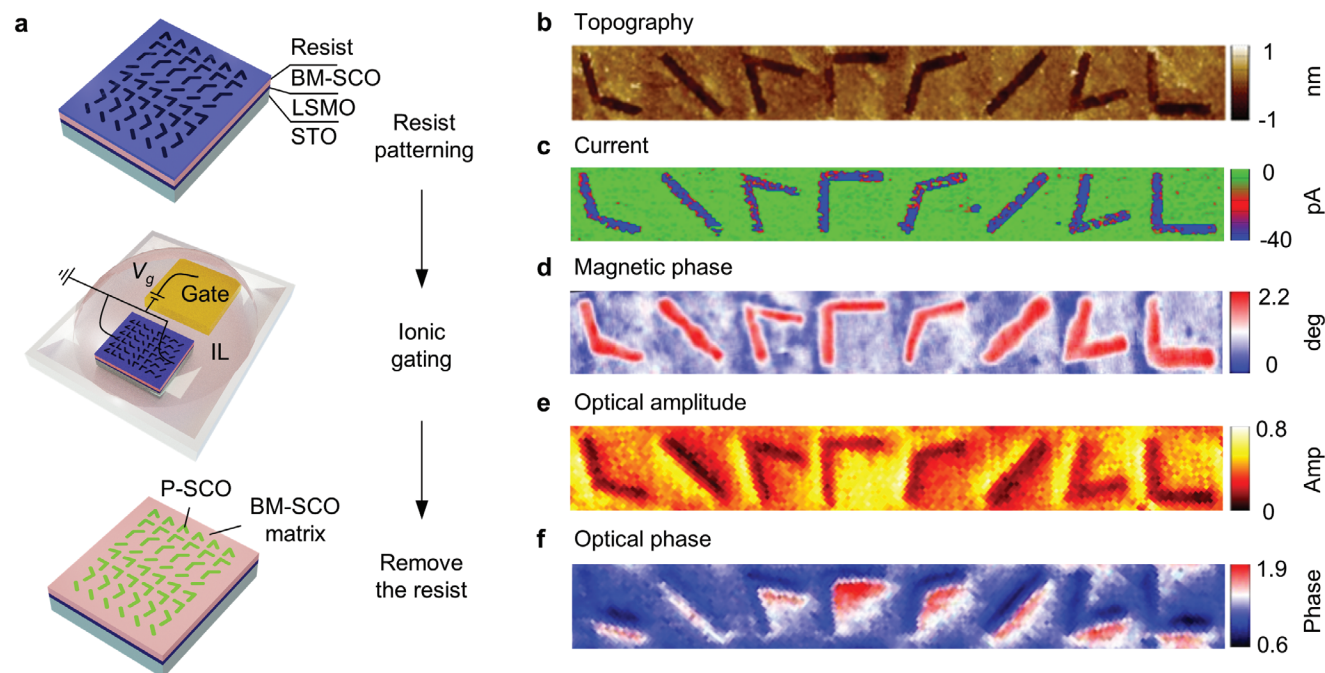 a
Resist
BM-SCO
LSMO
STO
Resist
patterning
Vg
Gate
IL
Ionic
gating
P-SCO
BM-SCO
matrix
Remove
the resist
b Topography
1
-1
nm
c Current
0
-40
pA
d Magnetic phase
2.2
0
deg
e Optical amplitude
0.8
0
Amp
f Optical phase
1.9
0.6
Phase